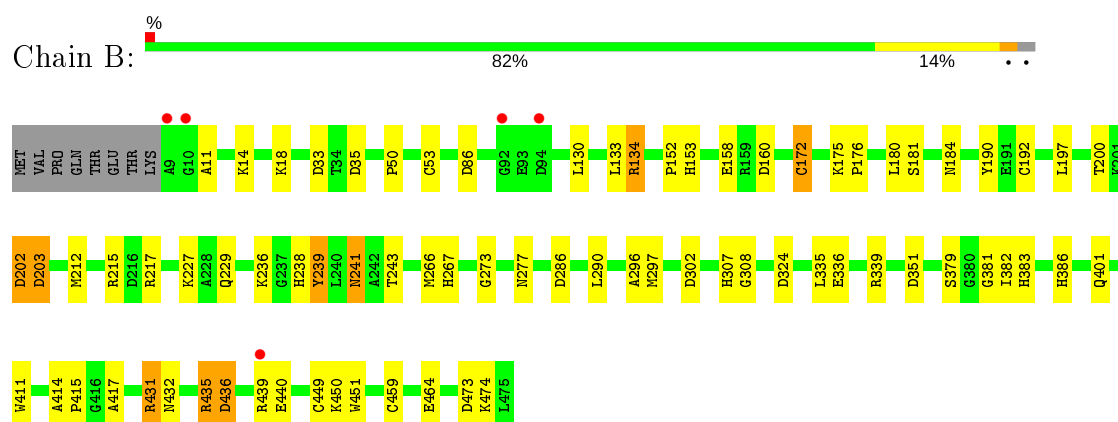 %
Chain B:
82% 14% • •
MET VAL PRO GLN THR GLU THR LYS A9 G10 A11 K14 K18 D33 T34 D35 P50 C53 D86 G92 E93 D94 L130 L133 R134 P152 H153 E158 R159 D160 C172 K175 P176 L180 S181 N184 Y190 E191 C192 L197 T200 K201
D202 D203 M212 R215 D216 R217 K227 A228 Q229 K236 G237 H238 Y239 L240 N241 A242 T243 M266 H267 G273 N277 D286 L290 A296 M297 D302 H307 G308 D324 L335 E336 R339 D351 S379 G380 G381 I382 H383 H386 Q401
W411 A414 P415 G416 A417 R431 N432 R435 D436 R439 E440 C449 K450 W451 C459 E464 D473 K474 L475